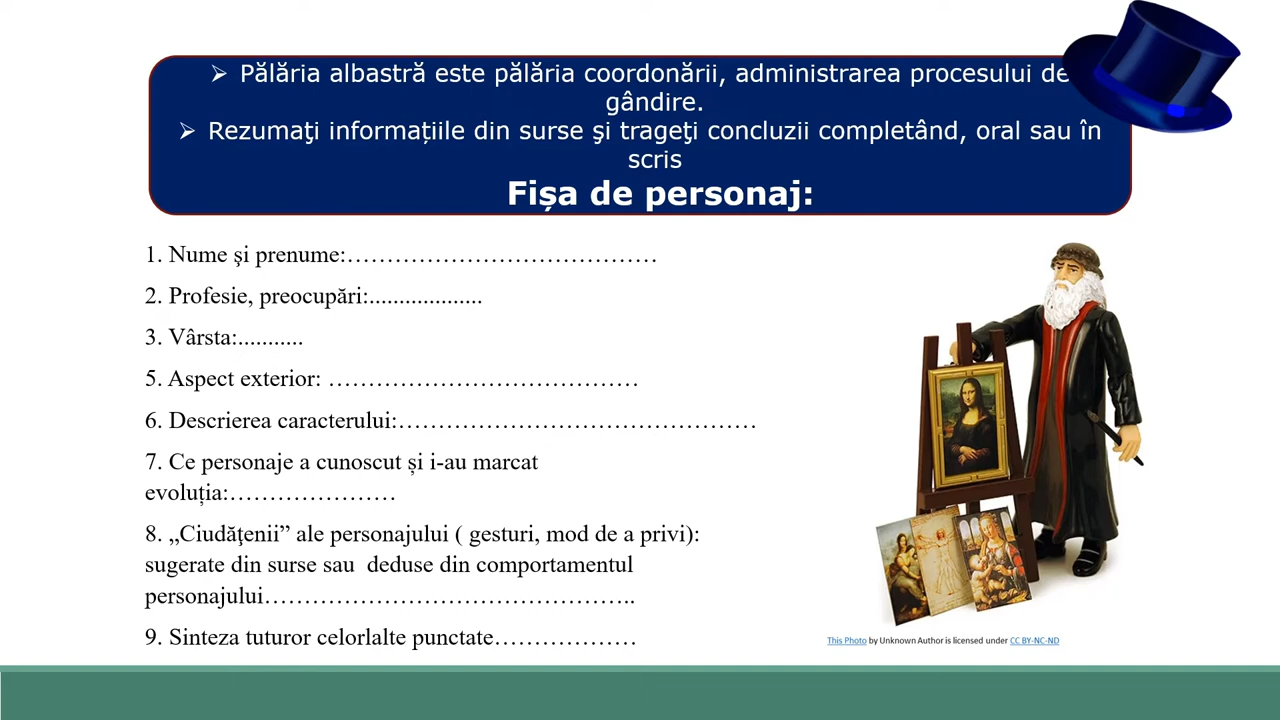 ➢ Pălăria albastră este pălăria coordonării, administrarea procesului de
gândire.
➢ Rezumaţi informațiile din surse şi trageţi concluzii completând, oral sau în
scris
Fișa de personaj:
1. Nume şi prenume:…………………………………
2. Profesie, preocupări:...................
3. Vârsta:...........
5. Aspect exterior: …………………………………
6. Descrierea caracterului:………………………………………
7. Ce personaje a cunoscut și i-au marcat
evoluția:…………………
8. „Ciudăţenii” ale personajului ( gesturi, mod de a privi):
sugerate din surse sau  deduse din comportamentul
personajului………………………………………..
9. Sinteza tuturor celorlalte punctate………………
This Photo by Unknown Author is licensed under CC BY-NC-ND